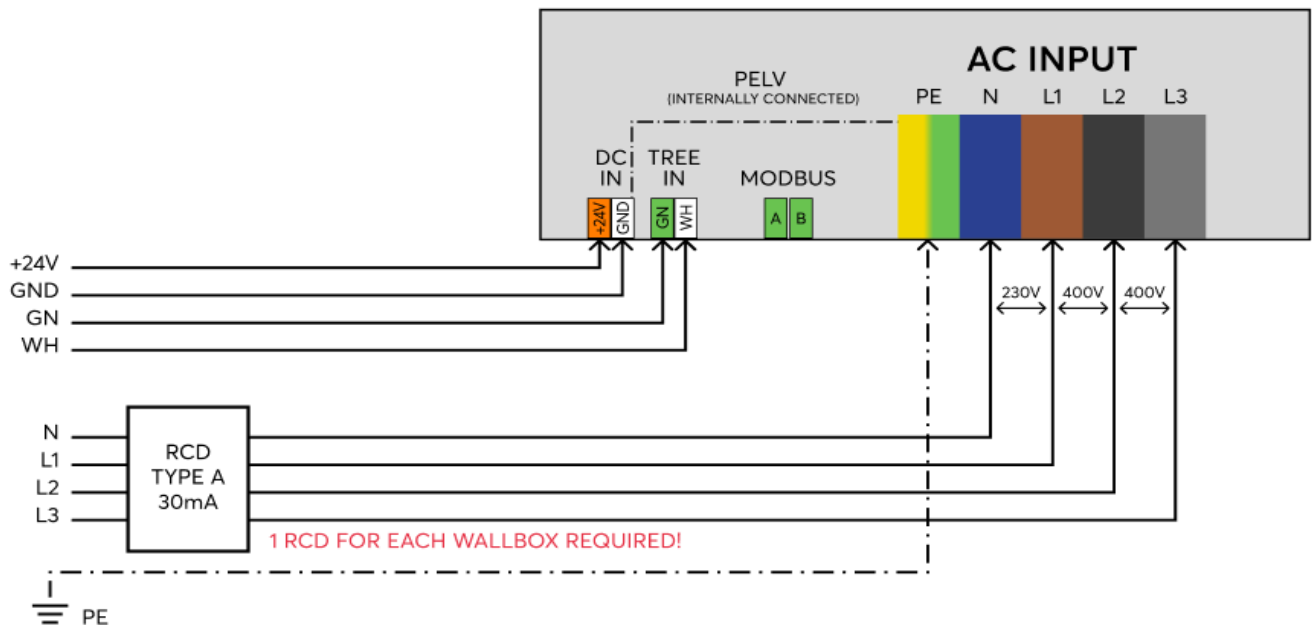 AC INPUT
PELV
(INTERNALLY CONNECTED)
PE N L1 L2 L3
DC IN
TREE IN
MODBUS
+24V GND GN WH A B
+24V
GND
GN
WH
230V 400V 400V
N
L1
L2
L3
RCD
TYPE A
30mA
1 RCD FOR EACH WALLBOX REQUIRED!
PE